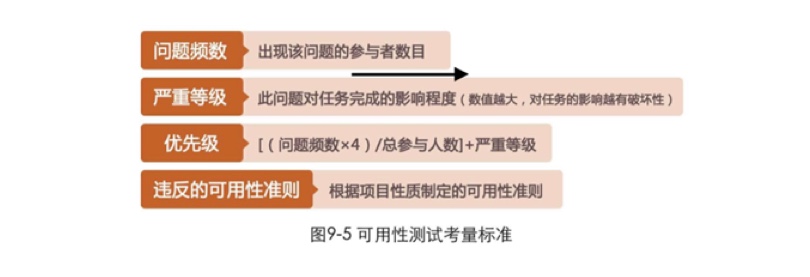 问题频数 出现该问题的参与者数目
严重等级 此问题对任务完成的影响程度（数值越大，对任务的影响越有破坏性）
优先级 [（问题频数×4）/总参与人数]+严重等级
违反的可用性准则 根据项目性质制定的可用性准则
图9-5 可用性测试考量标准